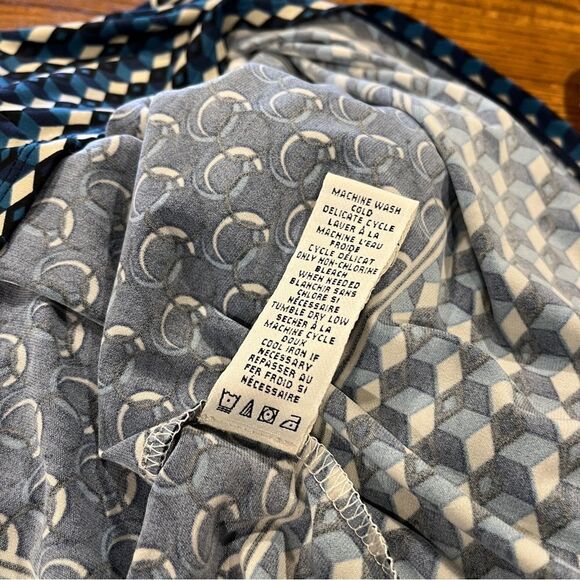 MACHINE WASH
COLD
DELICATE CYCLE
LAVER À LA
MACHINE L'EAU
FROIDE
CYCLE DÉLICAT
ONLY NON-CHLORINE
BLEACH
WHEN NEEDED
BLANCHIR SANS
CHLORE SI
NÉCESSAIRE
TUMBLE DRY LOW
SECHER À LA
MACHINE CYCLE
DOUX
COOL IRON IF
NECESSARY
REPASSER AU
FER FROID SI
NÉCESSAIRE